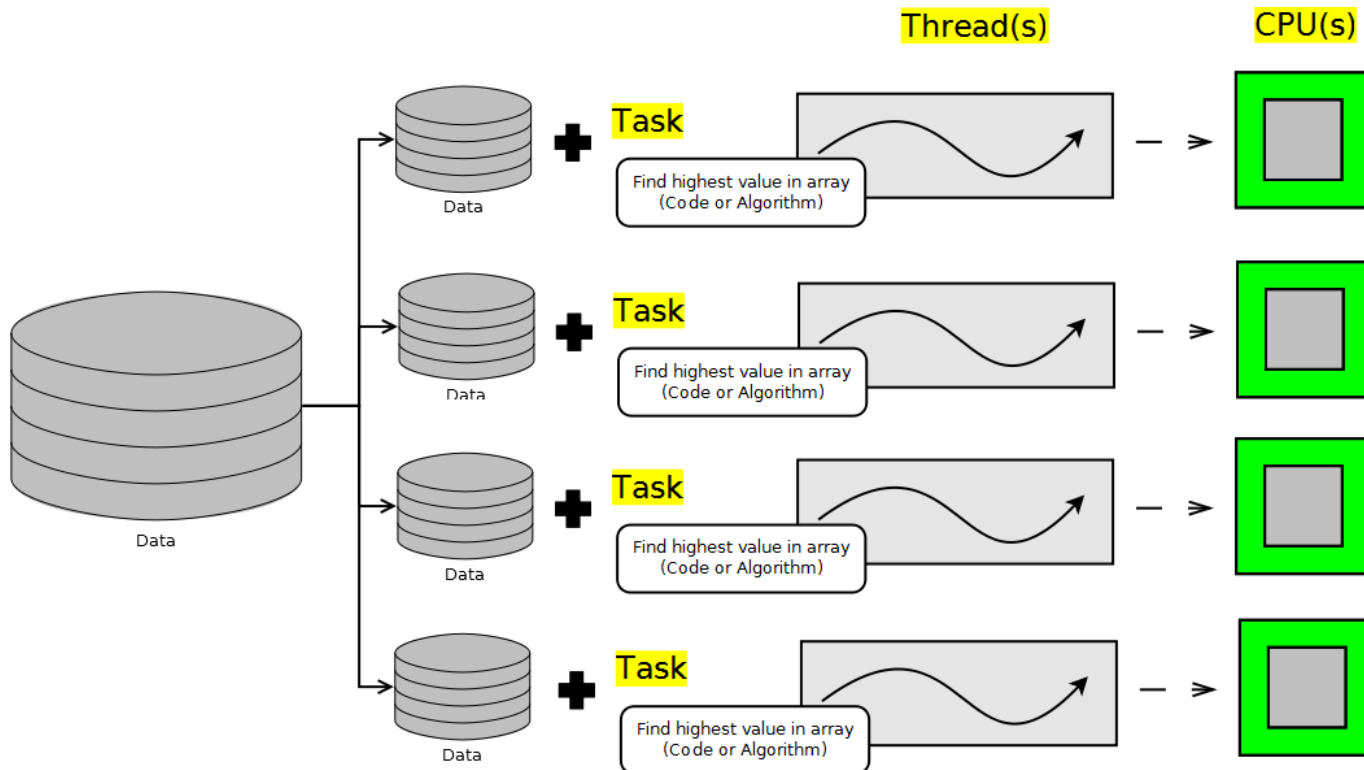 Thread(s)
CPU(s)
Task
Find highest value in array
(Code or Algorithm)
Data
Task
Find highest value in array
(Code or Algorithm)
Data
Task
Find highest value in array
(Code or Algorithm)
Data
Data
Task
Find highest value in array
(Code or Algorithm)
Data